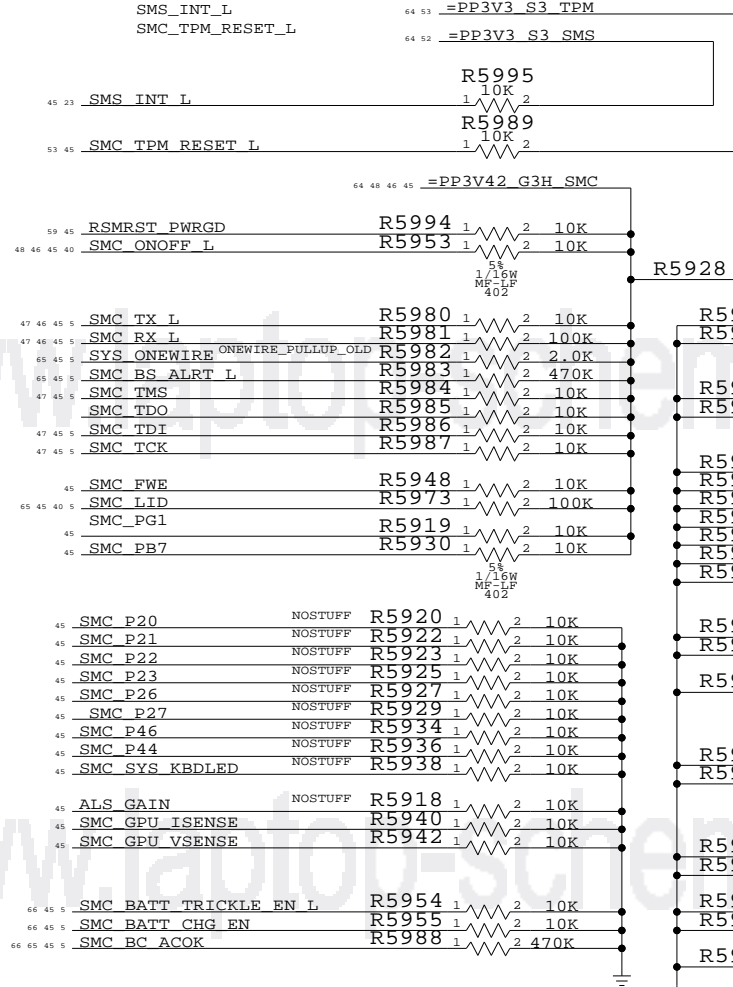 SMS_INT_L
64 53 =PP3V3_S3_TPM
SMC_TPM_RESET_L
64 52 =PP3V3_S3_SMS
R5995
45 23 SMS_INT_L 1 10K 2
R5989
53 45 SMC_TPM_RESET_L 1 10K 2
64 48 46 45 =PP3V42_G3H_SMC
59 45 RSMRST_PWRGD R5994 1 2 10K
48 46 45 40 SMC_ONOFF_L R5953 1 2 10K
5%
1/16W
MF-LF
402
R5928
47 46 45 5 SMC_TX_L R5980 1 2 10K
47 46 45 5 SMC_RX_L R5981 1 2 100K
65 45 5 SYS_ONEWIRE ONEWIRE_PULLUP_OLD R5982 1 2 2.0K
65 45 5 SMC_BS_ALRT_L R5983 1 2 470K
47 45 5 SMC_TMS R5984 1 2 10K
SMC_TDO R5985 1 2 10K
47 45 5 SMC_TDI R5986 1 2 10K
47 45 5 SMC_TCK R5987 1 2 10K
45 SMC_FWE R5948 1 2 10K
65 45 40 5 SMC_LID R5973 1 2 100K
SMC_PG1
45 R5919 1 2 10K
45 SMC_PB7 R5930 1 2 10K
5%
1/16W
MF-LF
402
45 SMC_P20 NOSTUFF R5920 1 2 10K
45 SMC_P21 NOSTUFF R5922 1 2 10K
45 SMC_P22 NOSTUFF R5923 1 2 10K
45 SMC_P23 NOSTUFF R5925 1 2 10K
45 SMC_P26 NOSTUFF R5927 1 2 10K
45 SMC_P27 NOSTUFF R5929 1 2 10K
45 SMC_P46 NOSTUFF R5934 1 2 10K
45 SMC_P44 NOSTUFF R5936 1 2 10K
45 SMC_SYS_KBDLED NOSTUFF R5938 1 2 10K
45 ALS_GAIN NOSTUFF R5918 1 2 10K
45 SMC_GPU_ISENSE R5940 1 2 10K
45 SMC_GPU_VSENSE R5942 1 2 10K
66 45 5 SMC_BATT_TRICKLE_EN_L R5954 1 2 10K
66 45 5 SMC_BATT_CHG_EN R5955 1 2 10K
66 65 45 5 SMC_BC_ACOK R5988 1 2 470K